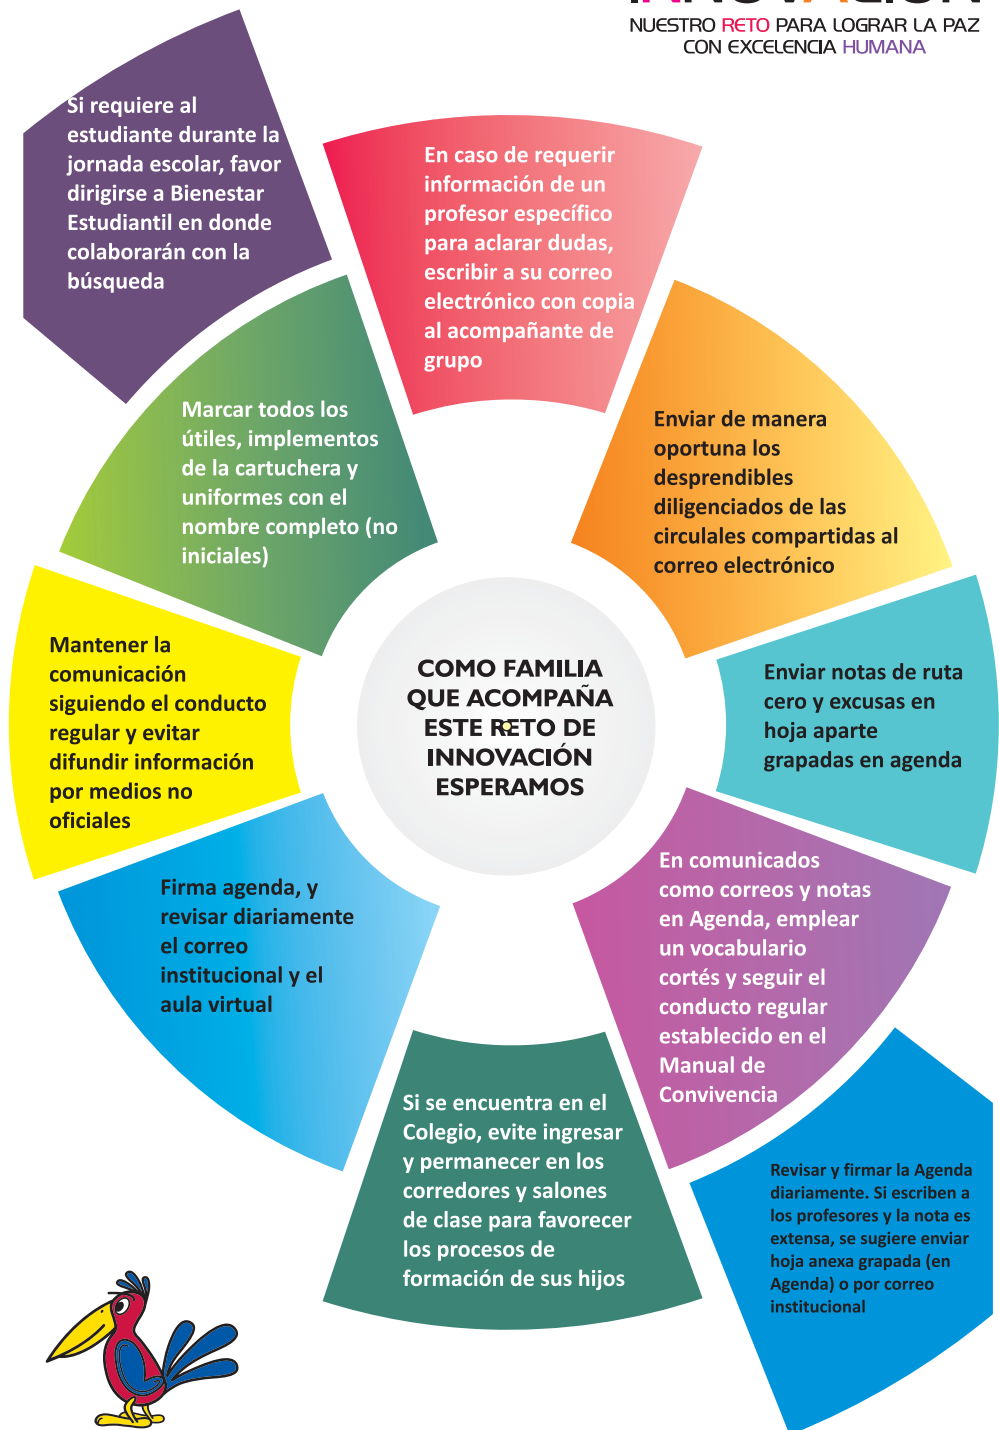 INNOVACIÓN
NUESTRO RETO PARA LOGRAR LA PAZ
CON EXCELENCIA HUMANA
Si requiere al
estudiante durante la
jornada escolar, favor
dirigirse a Bienestar
Estudiantil en donde
colaborarán con la
búsqueda
En caso de requerir
información de un
profesor específico
para aclarar dudas,
escribir a su correo
electrónico con copia
al acompañante de
grupo
Marcar todos los
útiles, implementos
de la cartuchera y
uniformes con el
nombre completo (no
iniciales)
Enviar de manera
oportuna los
desprendibles
diligenciados de las
circulales compartidas al
correo electrónico
Mantener la
comunicación
siguiendo el conducto
regular y evitar
difundir información
por medios no
oficiales
COMO FAMILIA
QUE ACOMPAÑA
ESTE RETO DE
INNOVACIÓN
ESPERAMOS
Enviar notas de ruta
cero y excusas en
hoja aparte
grapadas en agenda
Firma agenda, y
revisar diariamente
el correo
institucional y el
aula virtual
En comunicados
como correos y notas
en Agenda, emplear
un vocabulario
cortés y seguir el
conducto regular
establecido en el
Manual de
Convivencia
Si se encuentra en el
Colegio, evite ingresar
y permanecer en los
corredores y salones
de clase para favorecer
los procesos de
formación de sus hijos
Revisar y firmar la Agenda
diariamente. Si escriben a
los profesores y la nota es
extensa, se sugiere enviar
hoja anexa grapada (en
Agenda) o por correo
institucional